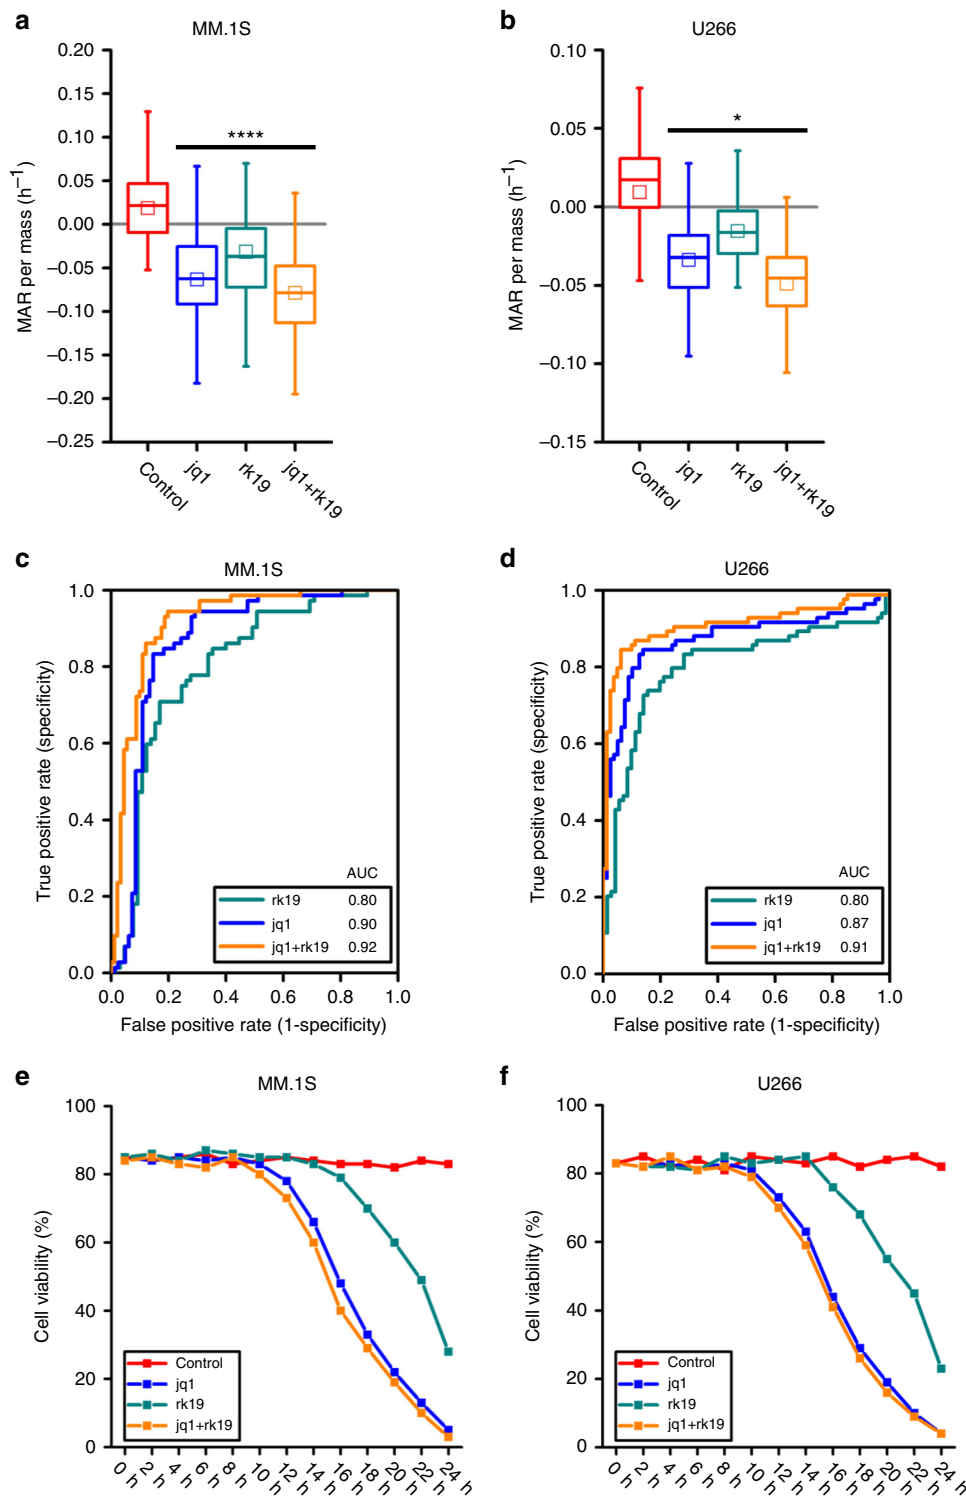 a
MM.1S
MAR per mass (h⁻¹)
0.20
0.15
0.10
0.05
0.00
–0.05
–0.10
–0.15
–0.20
–0.25
****
Control
jq1
rk19
jq1+rk19
b
U266
MAR per mass (h⁻¹)
0.10
0.05
0.00
–0.05
–0.10
–0.15
*
Control
jq1
rk19
jq1+rk19
c
MM.1S
True positive rate (specificity)
1.0
0.8
0.6
0.4
0.2
0.0
AUC
rk19 0.80
jq1 0.90
jq1+rk19 0.92
0.0 0.2 0.4 0.6 0.8 1.0
False positive rate (1-specificity)
d
U266
True positive rate (specificity)
1.0
0.8
0.6
0.4
0.2
0.0
AUC
rk19 0.80
jq1 0.87
jq1+rk19 0.91
0.0 0.2 0.4 0.6 0.8 1.0
False positive rate (1-specificity)
e
MM.1S
Cell viability (%)
100
80
60
40
20
0
Control
jq1
rk19
jq1+rk19
0 h
2 h
4 h
6 h
8 h
10 h
12 h
14 h
16 h
18 h
20 h
22 h
24 h
f
U266
Cell viability (%)
100
80
60
40
20
0
Control
jq1
rk19
jq1+rk19
0 h
2 h
4 h
6 h
8 h
10 h
12 h
14 h
16 h
18 h
20 h
22 h
24 h